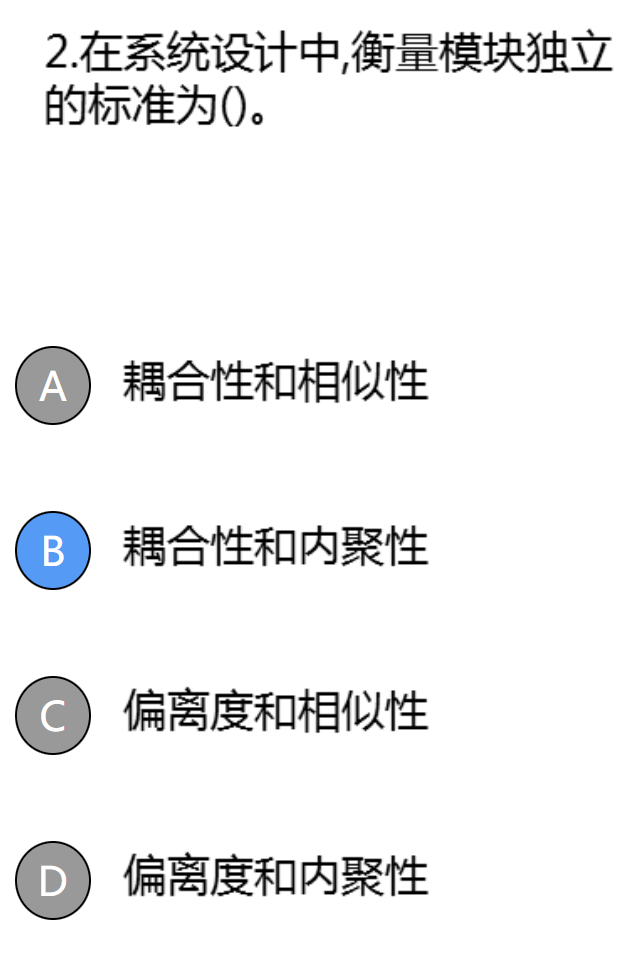 2.在系统设计中,衡量模块独立
的标准为()。
A 耦合性和相似性
B 耦合性和内聚性
C 偏离度和相似性
D 偏离度和内聚性